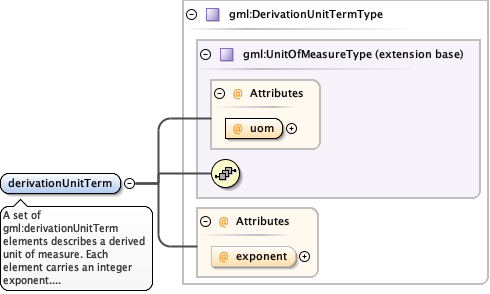 gml:DerivationUnitTermType
gml:UnitOfMeasureType (extension base)
@ Attributes
@ uom
derivationUnitTerm
A set of
gml:derivationUnitTerm
elements describes a derived
unit of measure. Each
element carries an integer
exponent....
@ Attributes
@ exponent